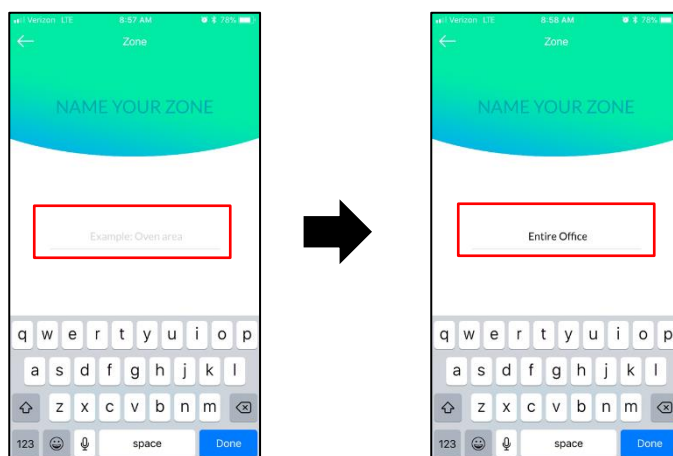 Verizon LTE 8:57 AM 78%
Zone
NAME YOUR ZONE
Example: Oven area
q w e r t y u i o p
a s d f g h j k l
z x c v b n m
123 space Done
Verizon LTE 8:58 AM 78%
Zone
NAME YOUR ZONE
Entire Office
q w e r t y u i o p
a s d f g h j k l
z x c v b n m
123 space Done